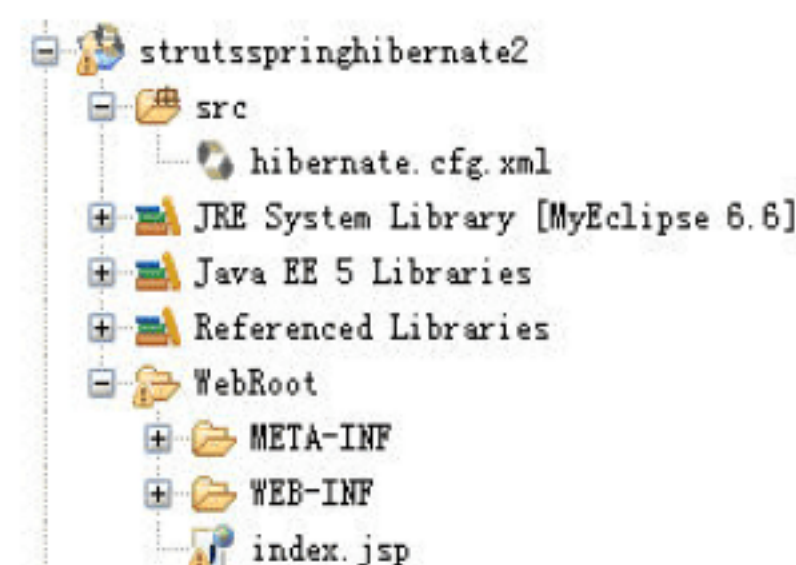 strutsspringhibernate2
src
hibernate.cfg.xml
JRE System Library [MyEclipse 6.6]
Java EE 5 Libraries
Referenced Libraries
WebRoot
META-INF
WEB-INF
index.jsp